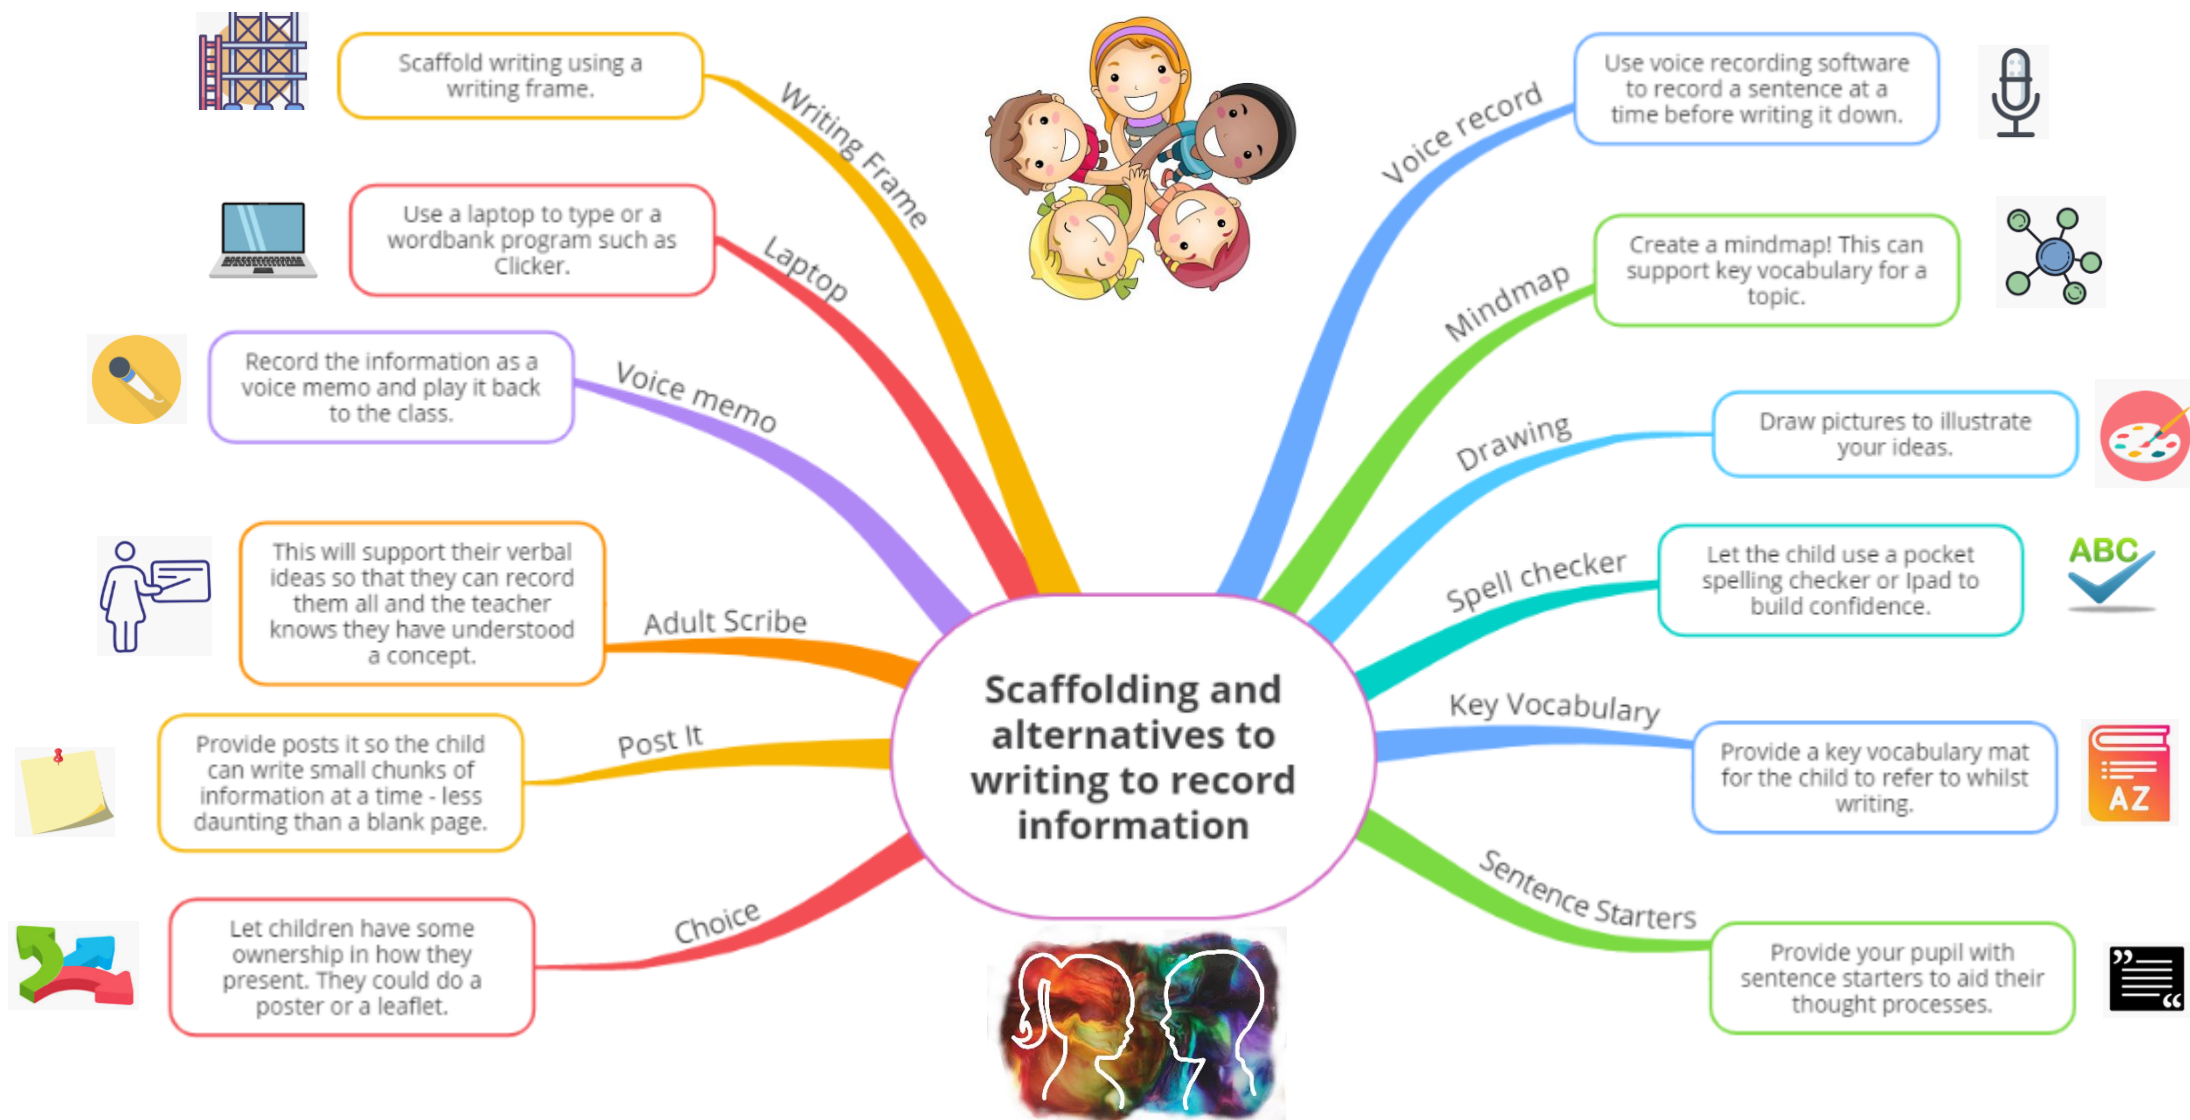 Scaffolding and
alternatives to
writing to record
information
Writing Frame
Scaffold writing using a
writing frame.
Laptop
Use a laptop to type or a
wordbank program such as
Clicker.
Voice memo
Record the information as a
voice memo and play it back
to the class.
Adult Scribe
This will support their verbal
ideas so that they can record
them all and the teacher
knows they have understood
a concept.
Post It
Provide posts it so the child
can write small chunks of
information at a time - less
daunting than a blank page.
Choice
Let children have some
ownership in how they
present. They could do a
poster or a leaflet.
Voice record
Use voice recording software
to record a sentence at a
time before writing it down.
Mindmap
Create a mindmap! This can
support key vocabulary for a
topic.
Drawing
Draw pictures to illustrate
your ideas.
Spell checker
Let the child use a pocket
spelling checker or Ipad to
build confidence.
ABC
Key Vocabulary
Provide a key vocabulary mat
for the child to refer to whilst
writing.
AZ
Sentence Starters
Provide your pupil with
sentence starters to aid their
thought processes.